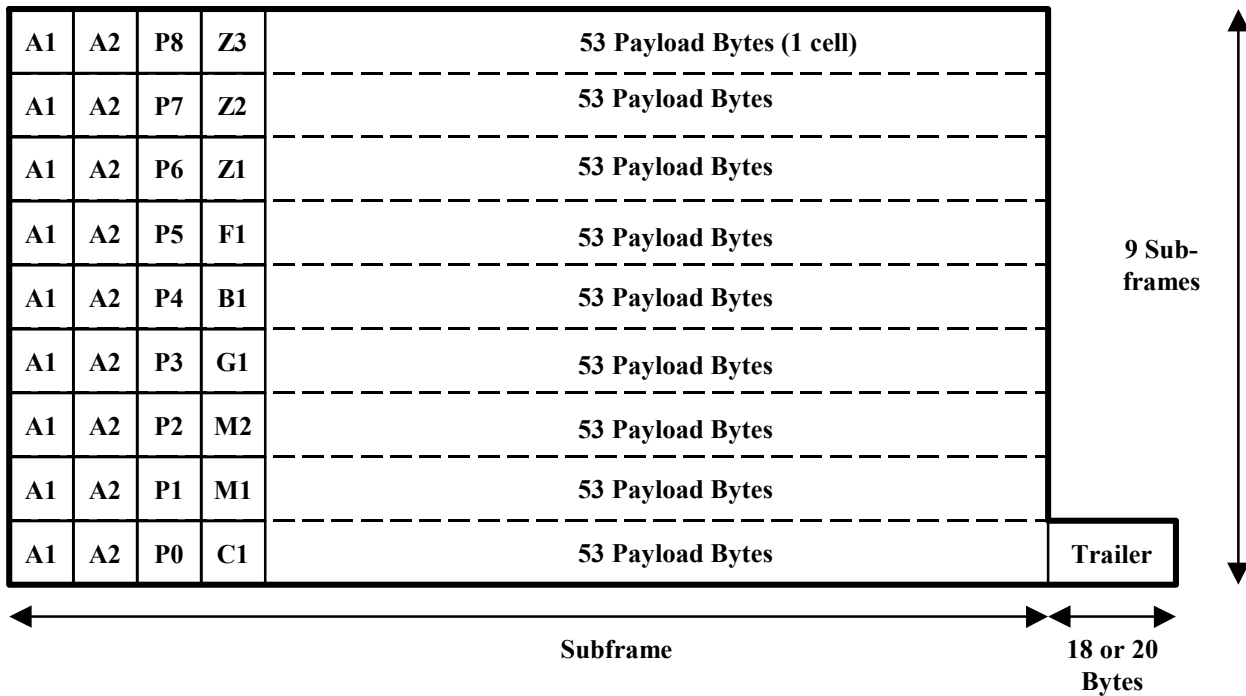 A1 A2 P8 Z3 53 Payload Bytes (1 cell)
A1 A2 P7 Z2 53 Payload Bytes
A1 A2 P6 Z1 53 Payload Bytes
A1 A2 P5 F1 53 Payload Bytes
A1 A2 P4 B1 53 Payload Bytes
A1 A2 P3 G1 53 Payload Bytes
A1 A2 P2 M2 53 Payload Bytes
A1 A2 P1 M1 53 Payload Bytes
A1 A2 P0 C1 53 Payload Bytes Trailer
9 Sub-
frames
Subframe
18 or 20
Bytes